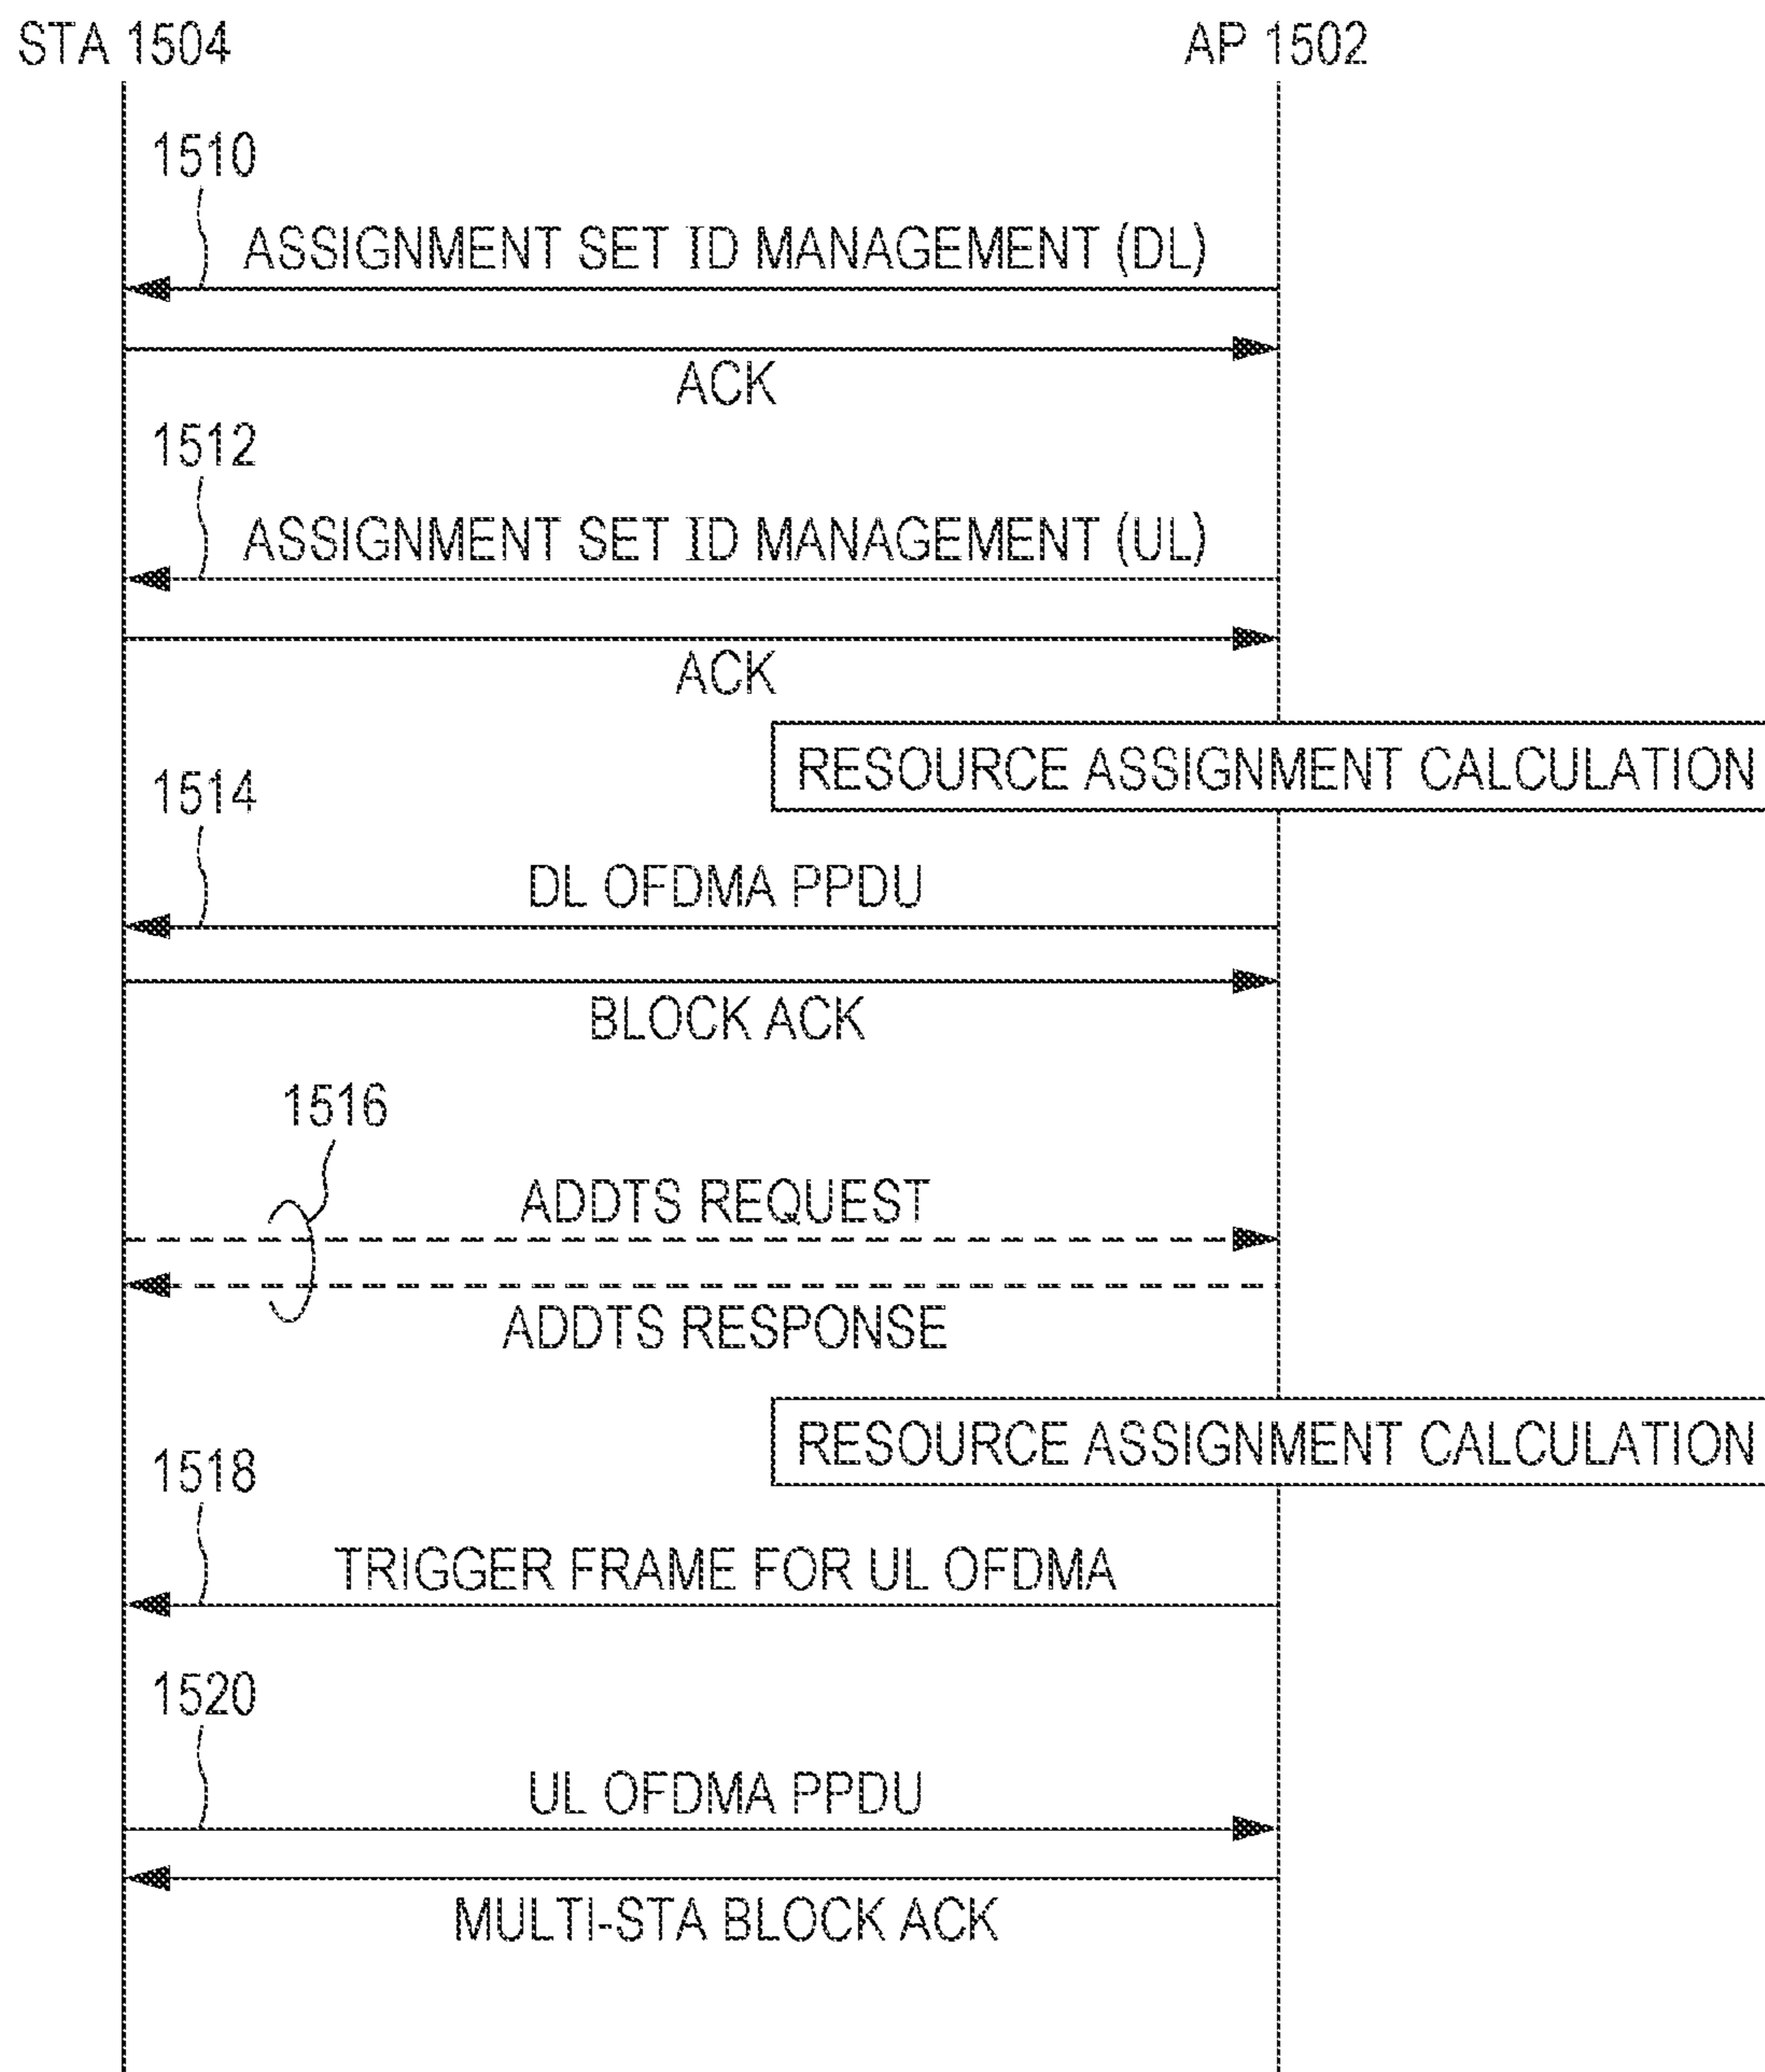 STA 1504
AP 1502
1510
ASSIGNMENT SET ID MANAGEMENT (DL)
ACK
1512
ASSIGNMENT SET ID MANAGEMENT (UL)
ACK
RESOURCE ASSIGNMENT CALCULATION
1514
DL OFDMA PPDU
BLOCK ACK
1516
ADDTS REQUEST
ADDTS RESPONSE
RESOURCE ASSIGNMENT CALCULATION
1518
TRIGGER FRAME FOR UL OFDMA
1520
UL OFDMA PPDU
MULTI-STA BLOCK ACK